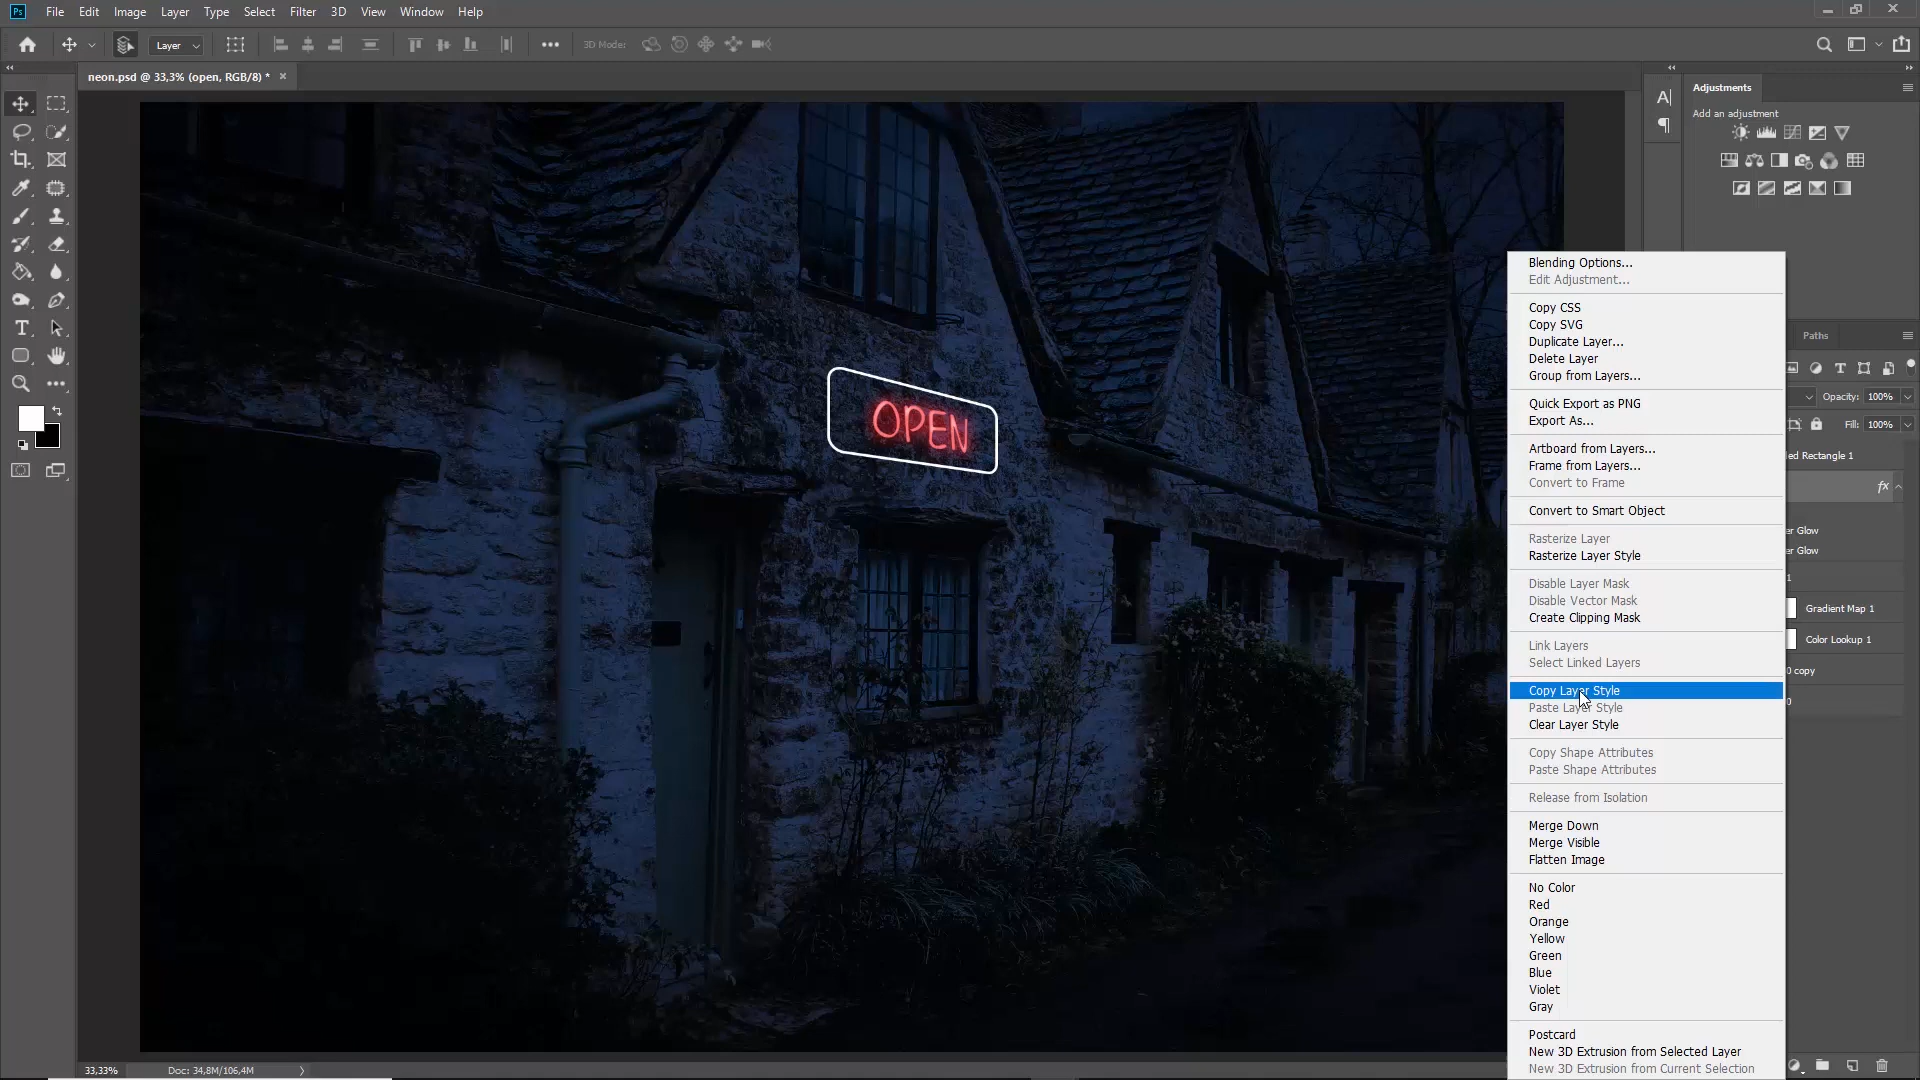 Ps File Edit Image Layer Type Select Filter 3D View Window Help
Layer 3D Mode:
neon.psd @ 33,3% (open, RGB/8) *
Adjustments
Add an adjustment
OPEN
Blending Options...
Edit Adjustment...
Copy CSS
Copy SVG
Duplicate Layer...
Delete Layer
Group from Layers...
Quick Export as PNG
Export As...
Artboard from Layers...
Frame from Layers...
Convert to Frame
Convert to Smart Object
Rasterize Layer
Rasterize Layer Style
Disable Layer Mask
Disable Vector Mask
Create Clipping Mask
Link Layers
Select Linked Layers
Copy Layer Style
Paste Layer Style
Clear Layer Style
Copy Shape Attributes
Paste Shape Attributes
Release from Isolation
Merge Down
Merge Visible
Flatten Image
No Color
Red
Orange
Yellow
Green
Blue
Violet
Gray
Postcard
New 3D Extrusion from Selected Layer
New 3D Extrusion from Current Selection
Paths
Opacity: 100%
Fill: 100%
ed Rectangle 1
fx
er Glow
er Glow
1
Gradient Map 1
Color Lookup 1
0 copy
0
33,33% Doc: 34,8M/106,4M